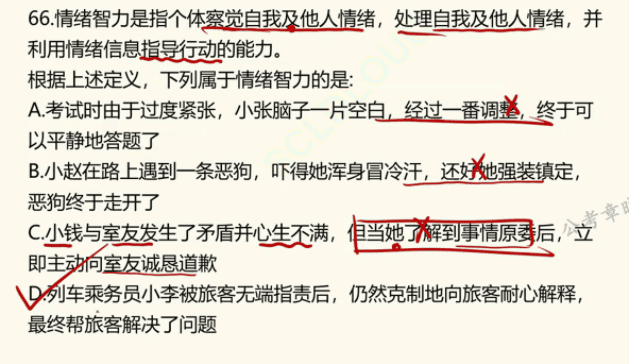 66.情绪智力是指个体察觉自我及他人情绪，处理自我及他人情绪，并
利用情绪信息指导行动的能力。
根据上述定义，下列属于情绪智力的是:
A.考试时由于过度紧张，小张脑子一片空白，经过一番调整，终于可
以平静地答题了
B.小赵在路上遇到一条恶狗，吓得她浑身冒冷汗，还好她强装镇定，
恶狗终于走开了
C.小钱与室友发生了矛盾并心生不满，但当她了解到事情原委后，立
即主动向室友诚恳道歉
D.列车乘务员小李被旅客无端指责后，仍然克制地向旅客耐心解释，
最终帮旅客解决了问题
公考章